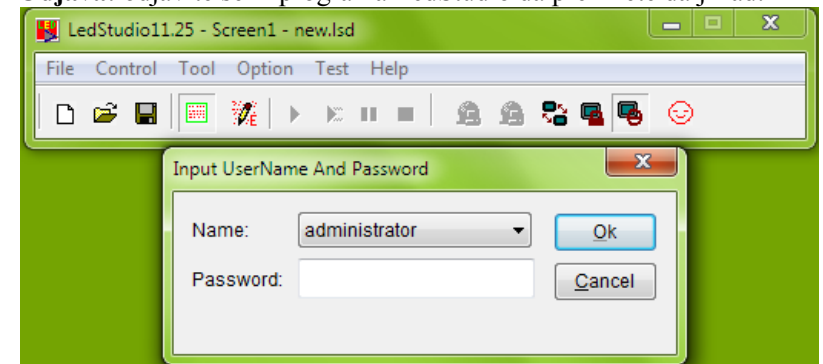 LedStudio11.25 - Screen1 - new.lsd
File Control Tool Option Test Help
Input UserName And Password
Name: administrator Ok
Password: Cancel